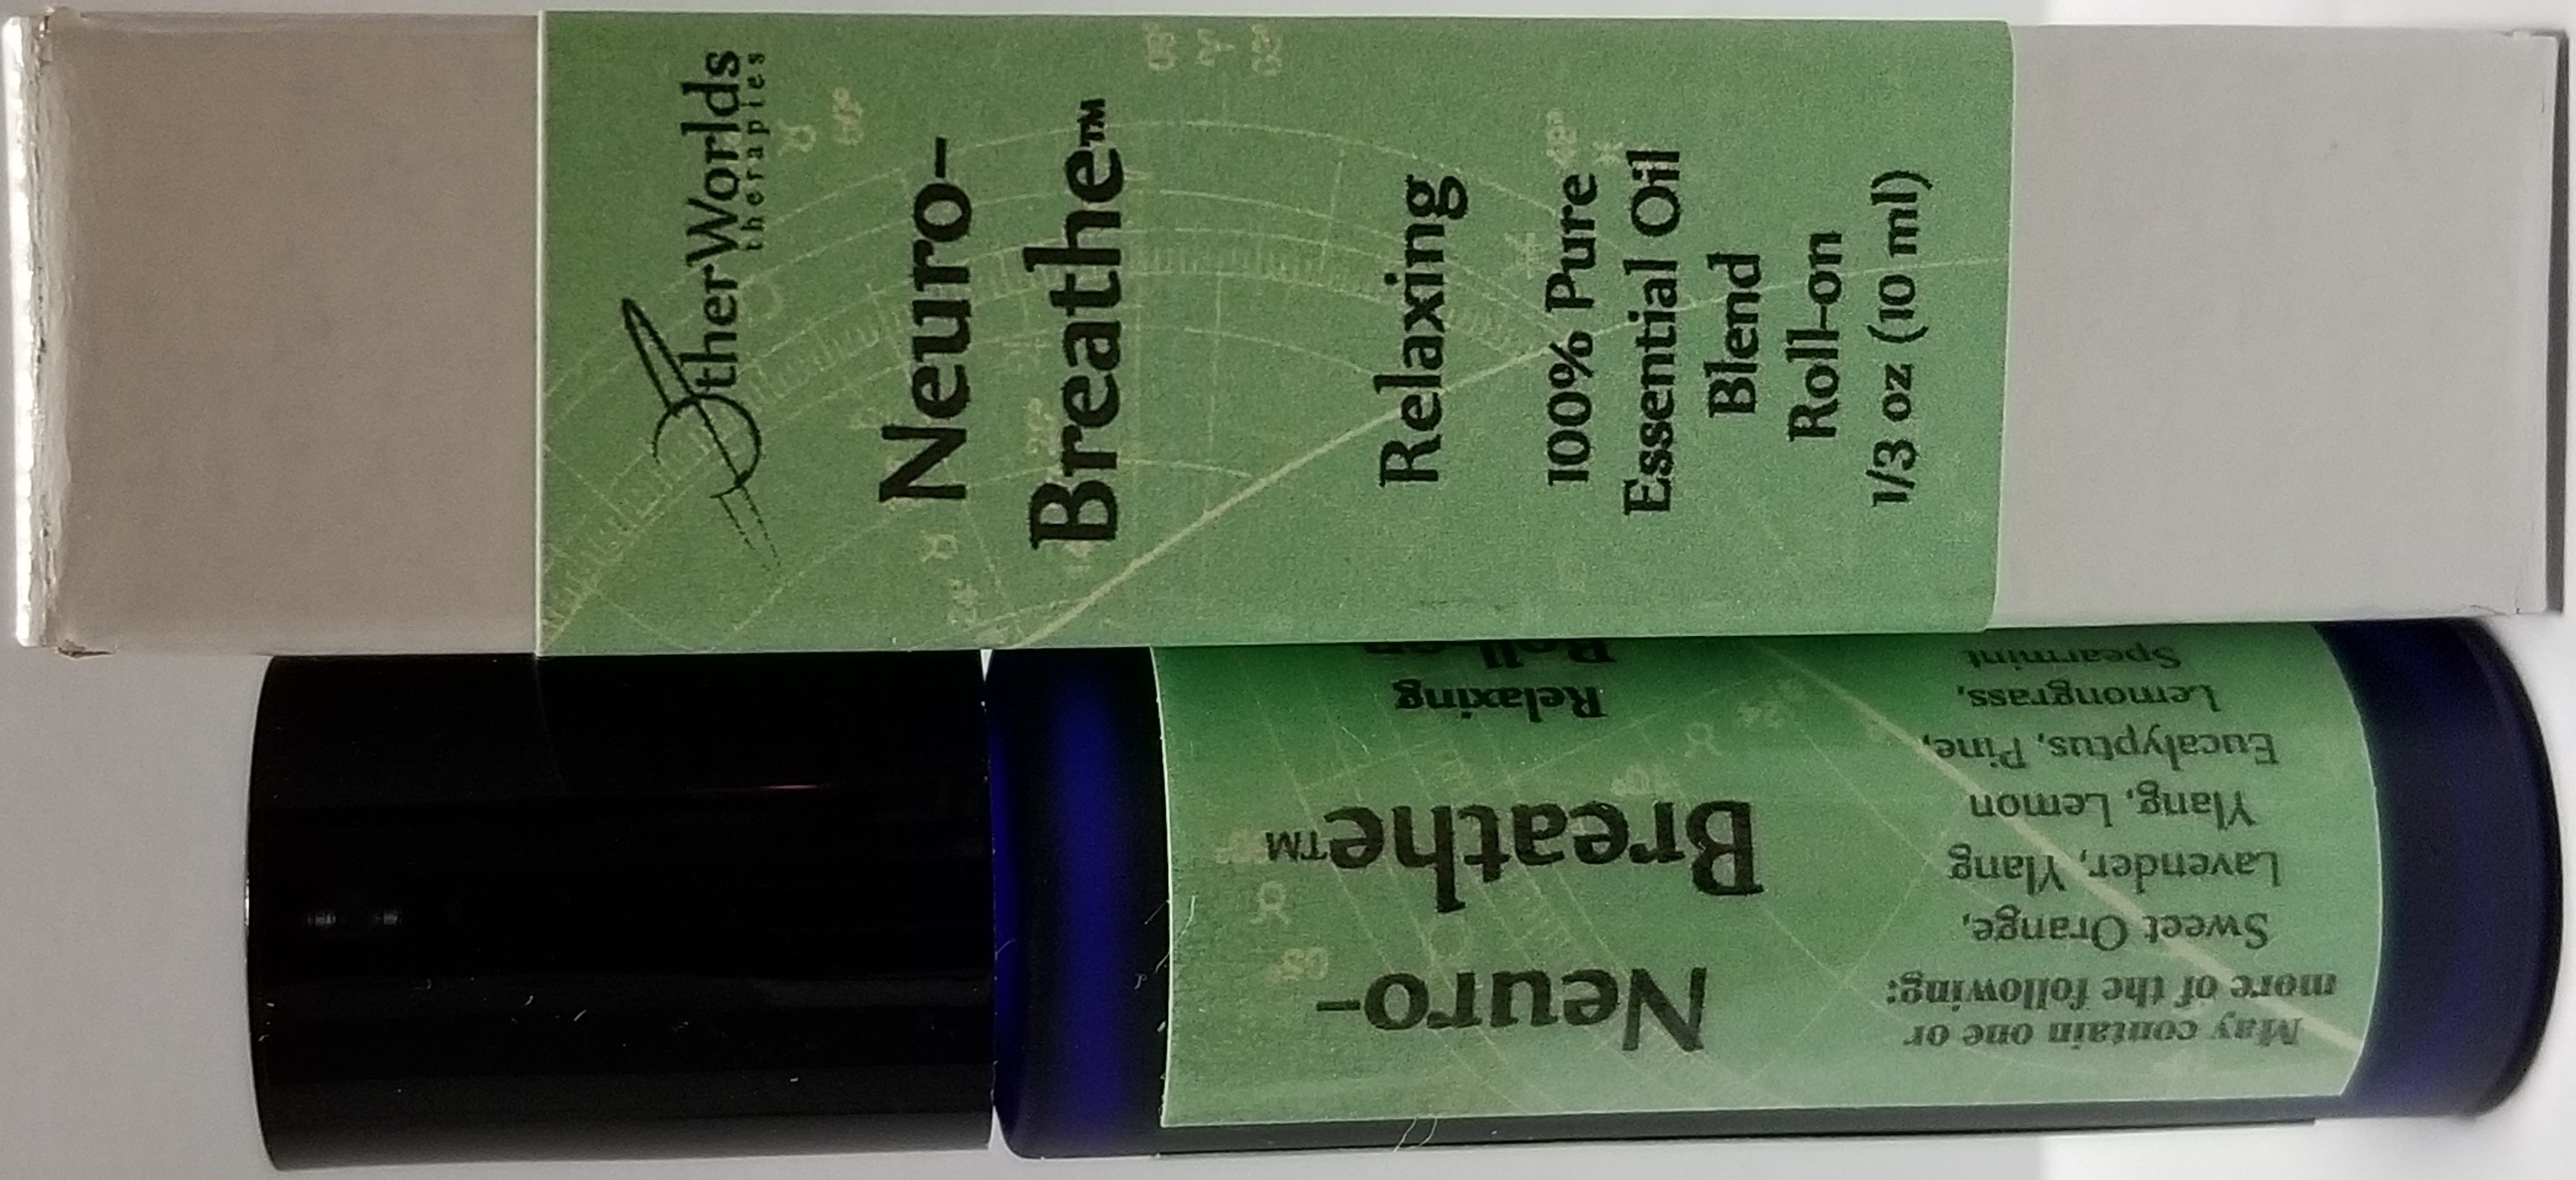 OtherWorlds
therapies
Neuro-
Breathe™
Relaxing
100% Pure
Essential Oil
Blend
Roll-on
1/3 oz (10 ml)
May contain one or
more of the following:
Sweet Orange,
Lavender, Ylang
Ylang, Lemon
Eucalyptus, Pine,
Lemongrass,
Spearmint
Neuro-
Breathe™
Relaxing
Roll-on